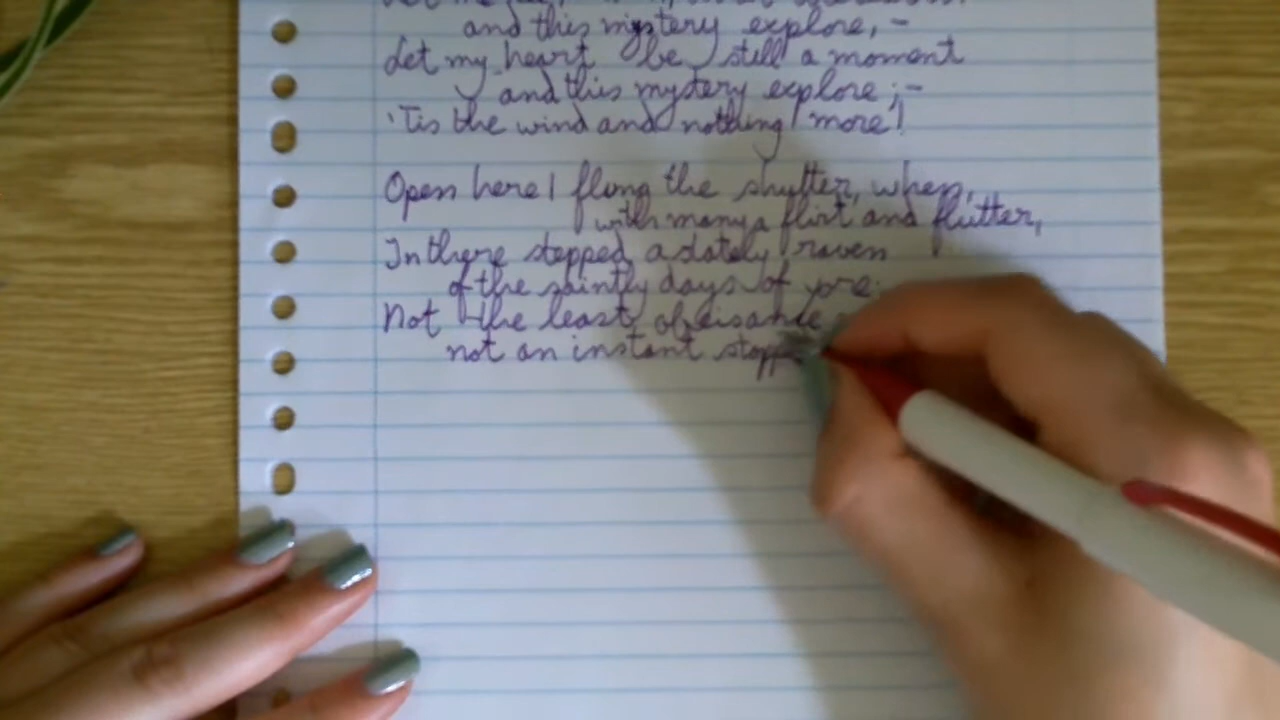 and this mystery explore, -
Let my heart be still a moment
and this mystery explore; -
'Tis the wind and nothing more!
Open here I flung the shutter, when,
with many a flirt and flutter,
In there stepped a stately raven
of the saintly days of yore;
Not the least obeisance
not an instant stopp